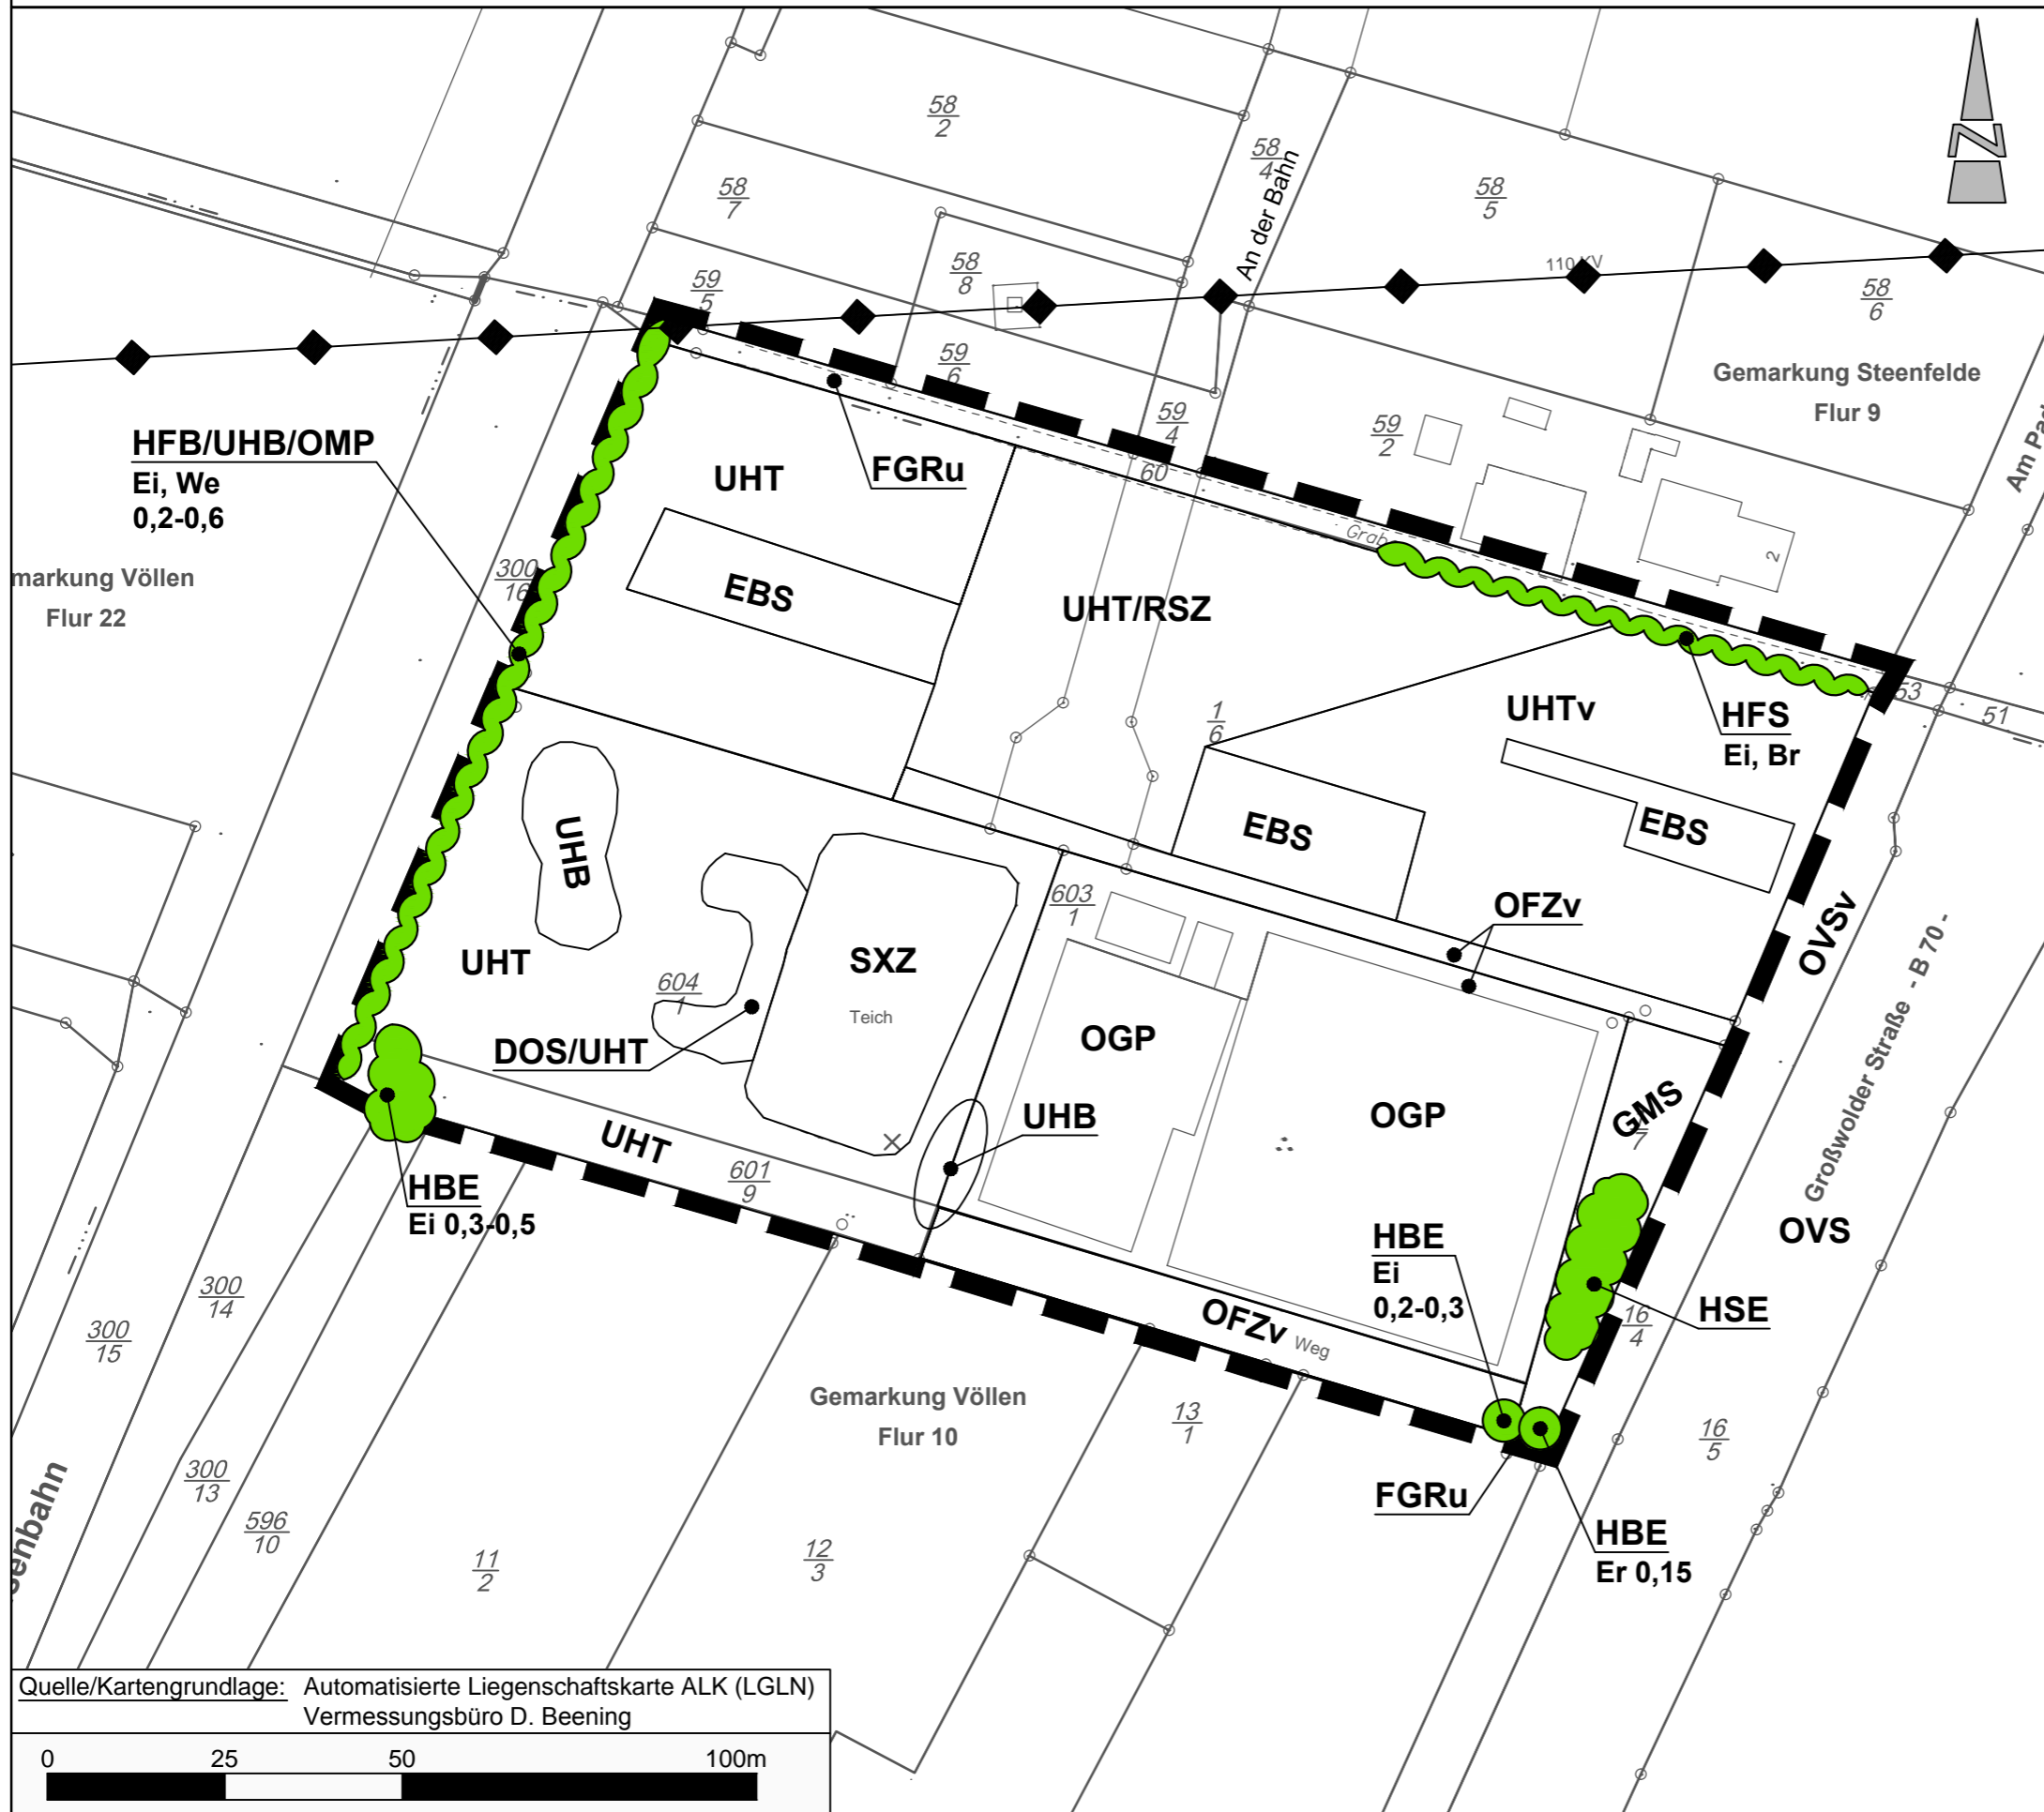 58
2
58
4
An der Bahn
58
7
58
5
N
59
5
58
8
110 KV
58
6
59
6
Gemarkung Steenfelde
Flur 9
59
4
59
2
HFB/UHB/OMP
Ei, We
0,2-0,6
UHT
FGRu
60
2
300
16
EBS
UHT/RSZ
markung Völlen
Flur 22
53
51
1
6
UHTv
HFS
Ei, Br
UHB
EBS
EBS
603
1
OFZv
OVSv
UHT
SXZ
604
1
Teich
Großwolder Straße - B 70 -
DOS/UHT
OGP
UHB
OGP
GMS
7
UHT
601
9
HBE
Ei 0,3-0,5
HBE
Ei
0,2-0,3
OVS
HSE
16
4
300
14
300
15
OFZv
Weg
Gemarkung Völlen
Flur 10
13
1
16
5
300
13
596
10
11
2
12
3
FGRu
HBE
Er 0,15
senbahn
Quelle/Kartengrundlage: Automatisierte Liegenschaftskarte ALK (LGLN)
Vermessungsbüro D. Beening
0 25 50 100m